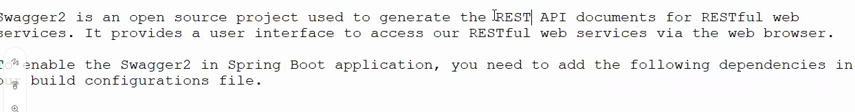 Swagger2 is an open source project used to generate the REST API documents for RESTful web
services. It provides a user interface to access our RESTful web services via the web browser.
To enable the Swagger2 in Spring Boot application, you need to add the following dependencies in
our build configurations file.